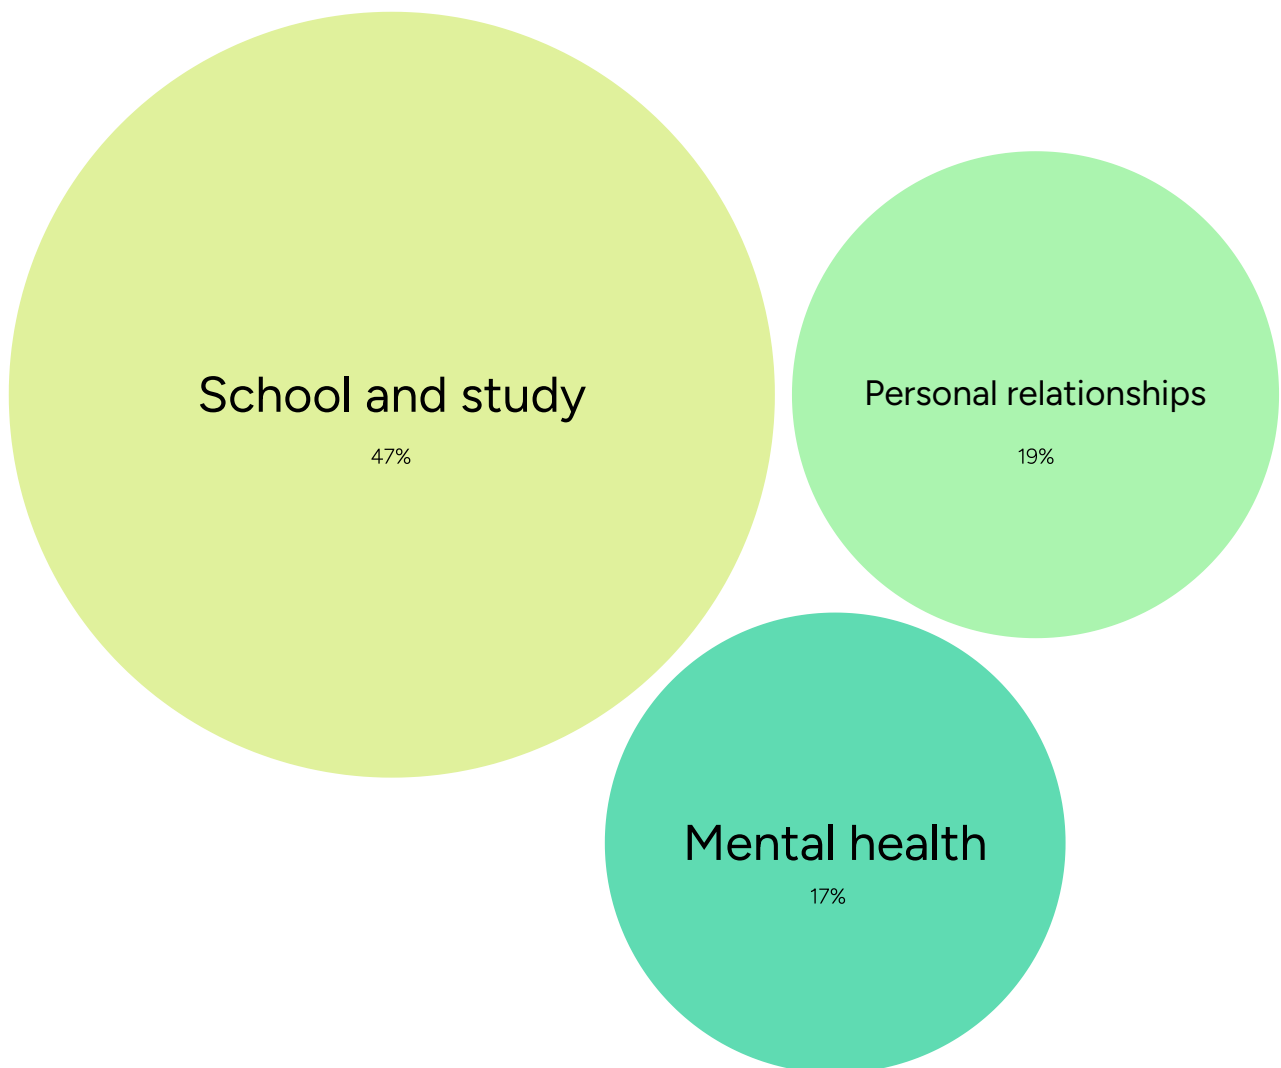 School and study
47%
Personal relationships
19%
Mental health
17%